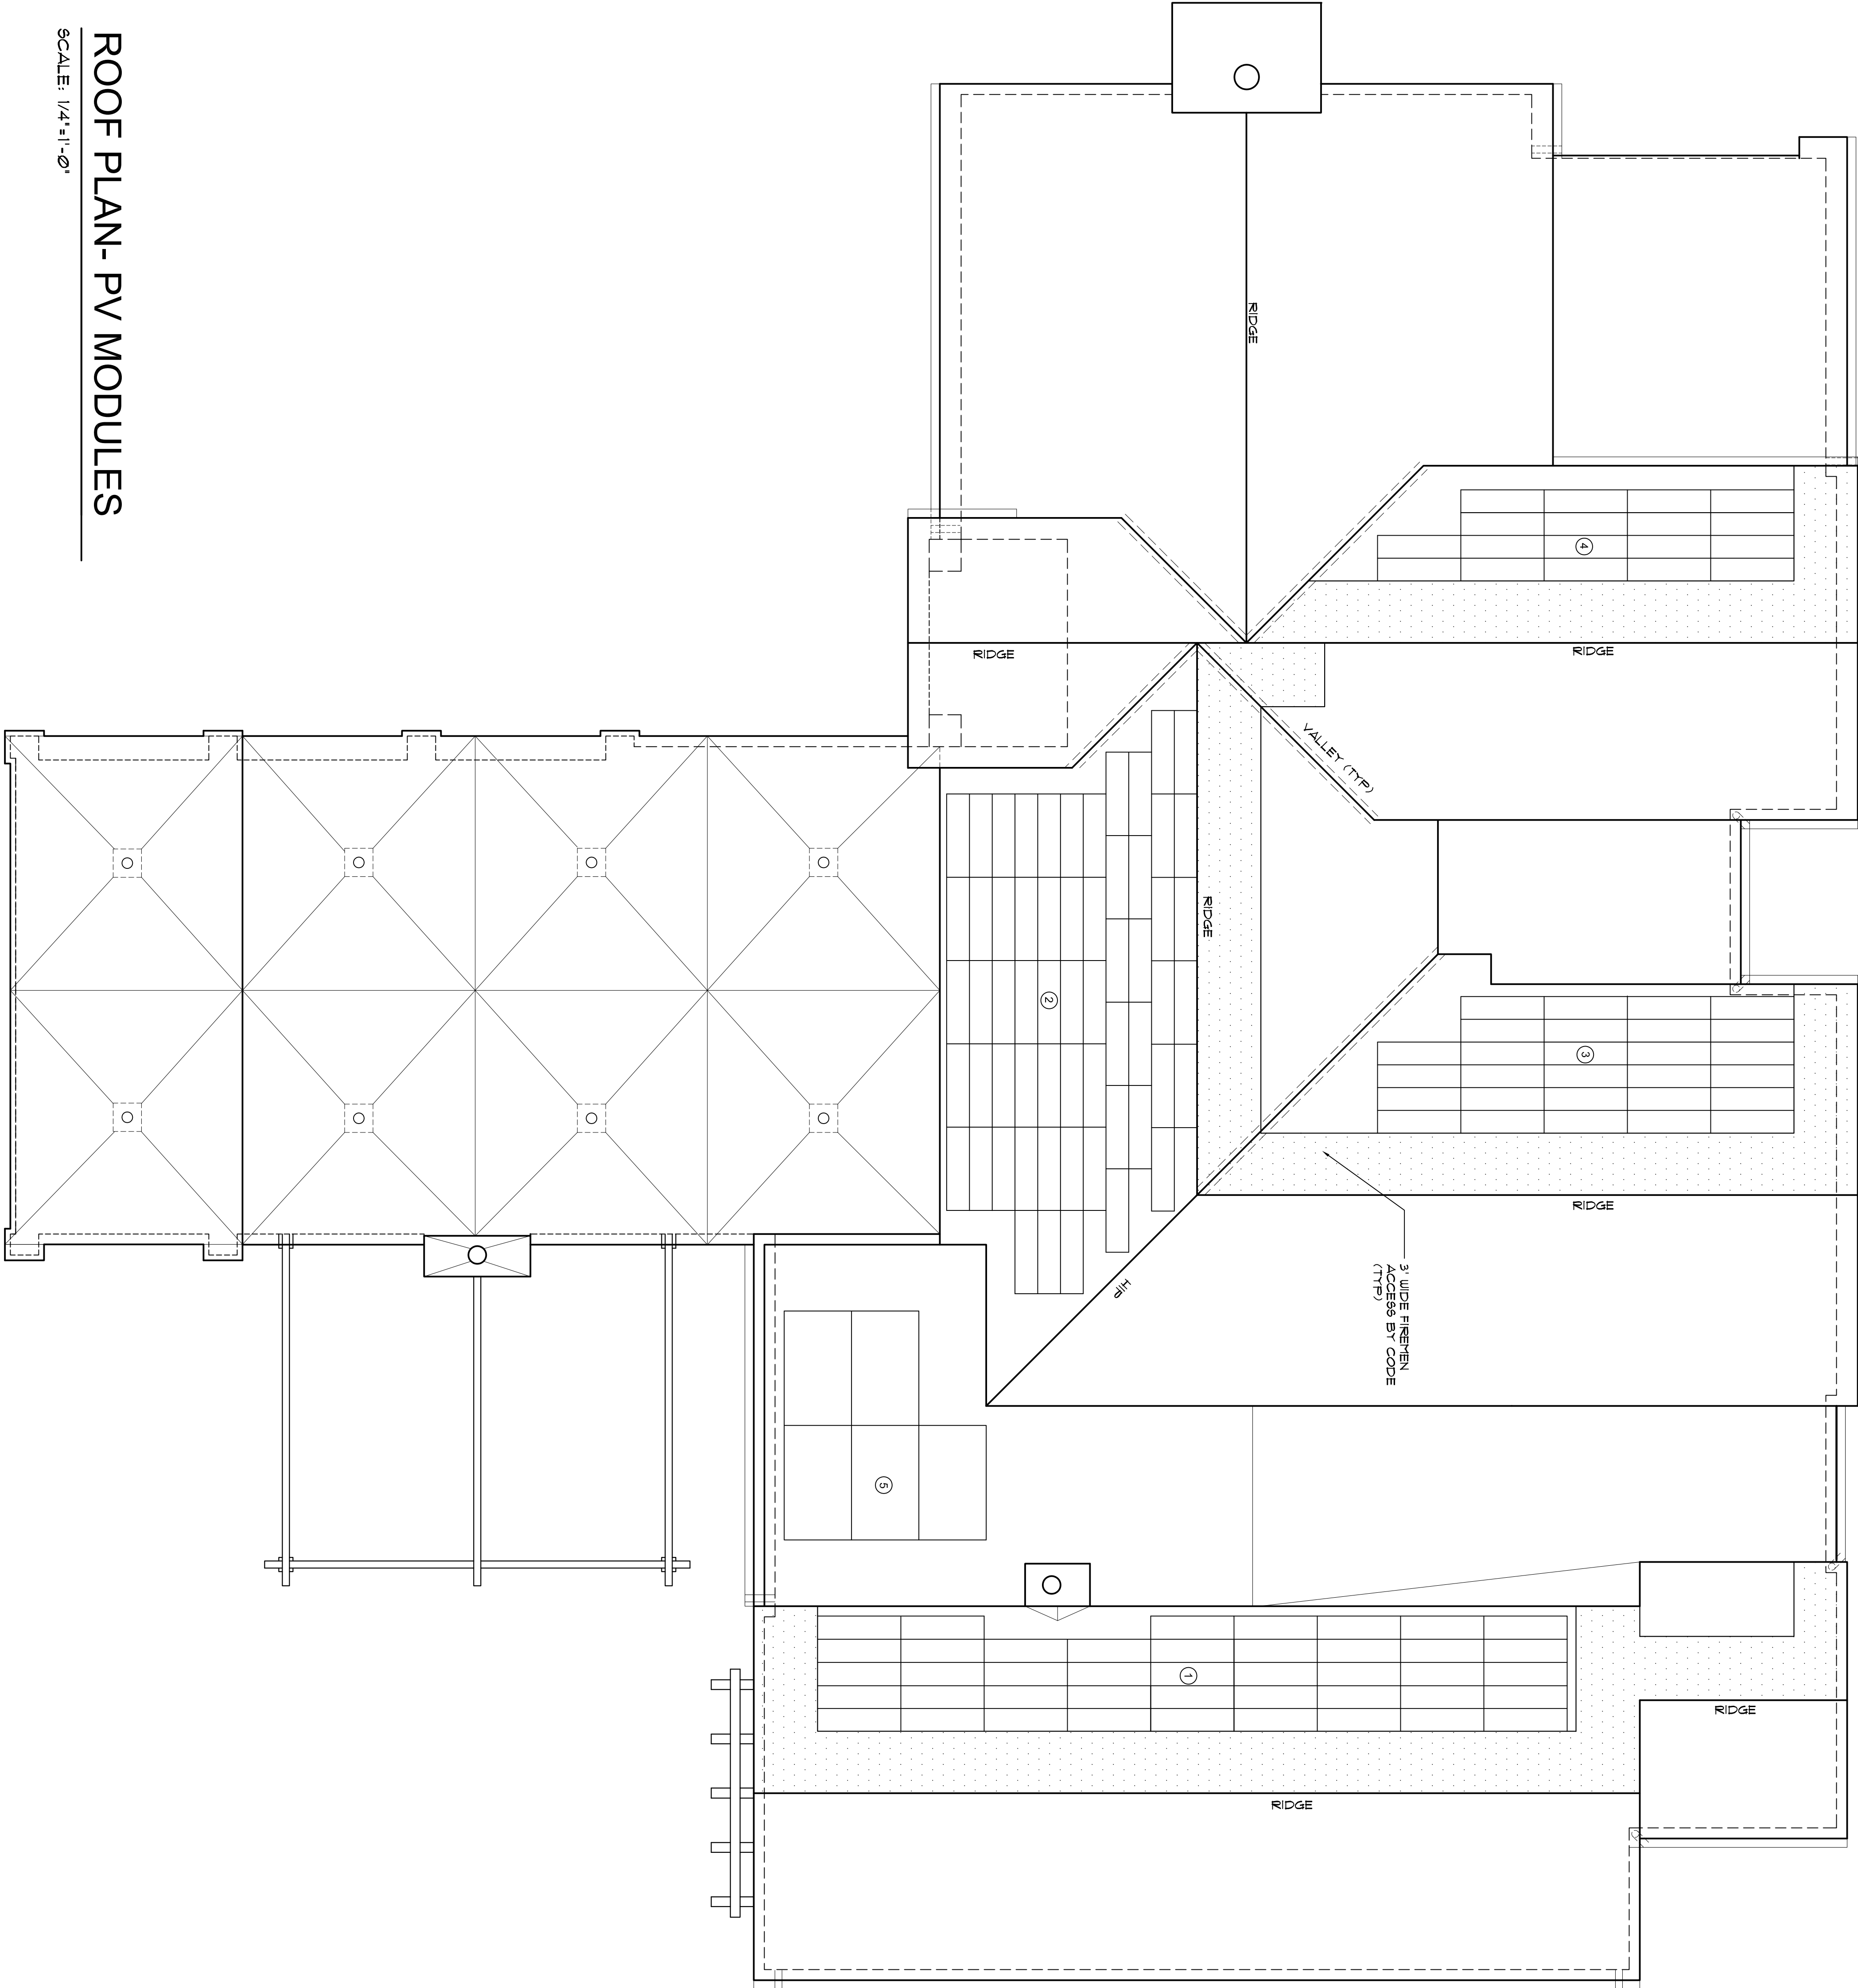 ROOF PLAN- PV MODULES
SCALE: 1/4"=1'-0"
RIDGE
RIDGE
RIDGE
VALLEY (TYP)
RIDGE
RIDGE
HIP
3' WIDE FIREMEN
ACCESS BY CODE
(TYP)
RIDGE
RIDGE
4
2
3
5
1